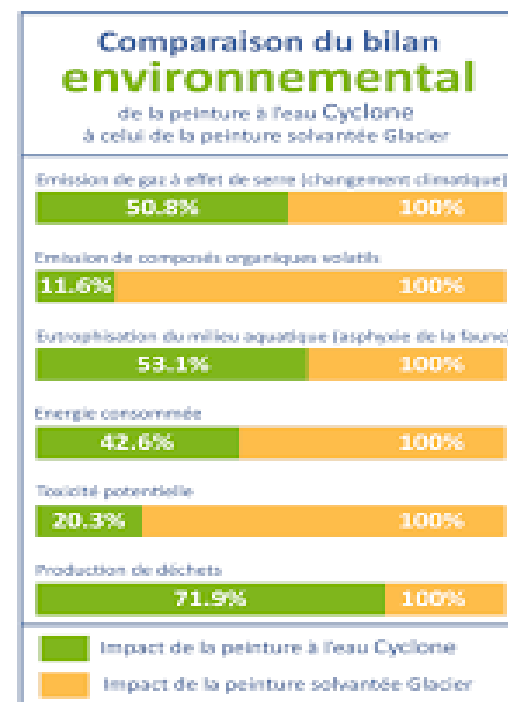 Comparaison du bilan
environnemental
de la peinture à l'eau Cyclone
à celui de la peinture solvantée Glacier
Emission de gaz à effet de serre (changement climatique)
50.8% 100%
Emission de composés organiques volatils
11.6% 100%
Eutrophisation du milieu aquatique (asphyxie de la faune)
53.1% 100%
Energie consommée
42.6% 100%
Toxicité potentielle
20.3% 100%
Production de déchets
71.9% 100%
Impact de la peinture à l'eau Cyclone
Impact de la peinture solvantée Glacier